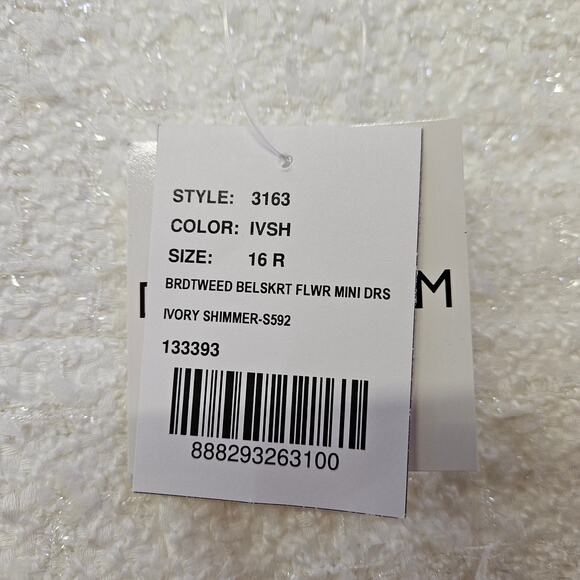 STYLE: 3163
COLOR: IVSH
SIZE: 16 R
BRDTWEED BELSKRT FLWR MINI DRS
IVORY SHIMMER-S592
133393
888293263100
M